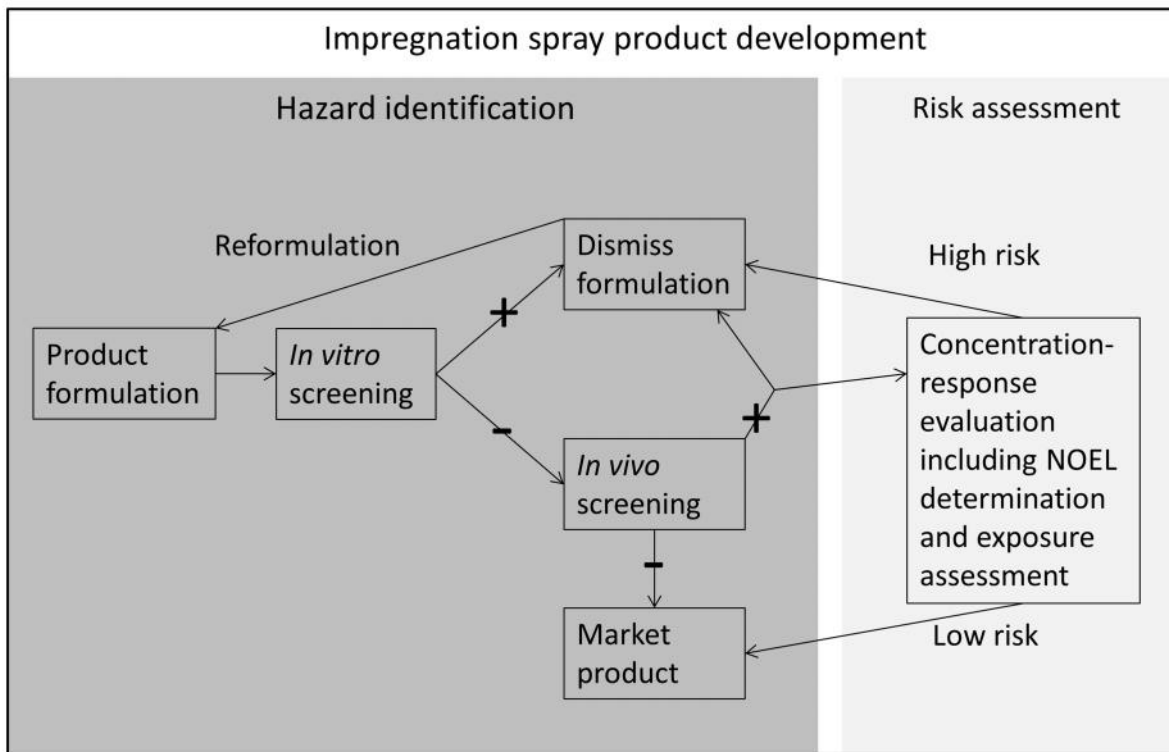 Impregnation spray product development
Hazard identification
Risk assessment
Reformulation
Dismiss
formulation
High risk
+
Product
formulation
In vitro
screening
Concentration-
response
evaluation
including NOEL
determination
and exposure
assessment
-
+
In vivo
screening
-
Market
product
Low risk